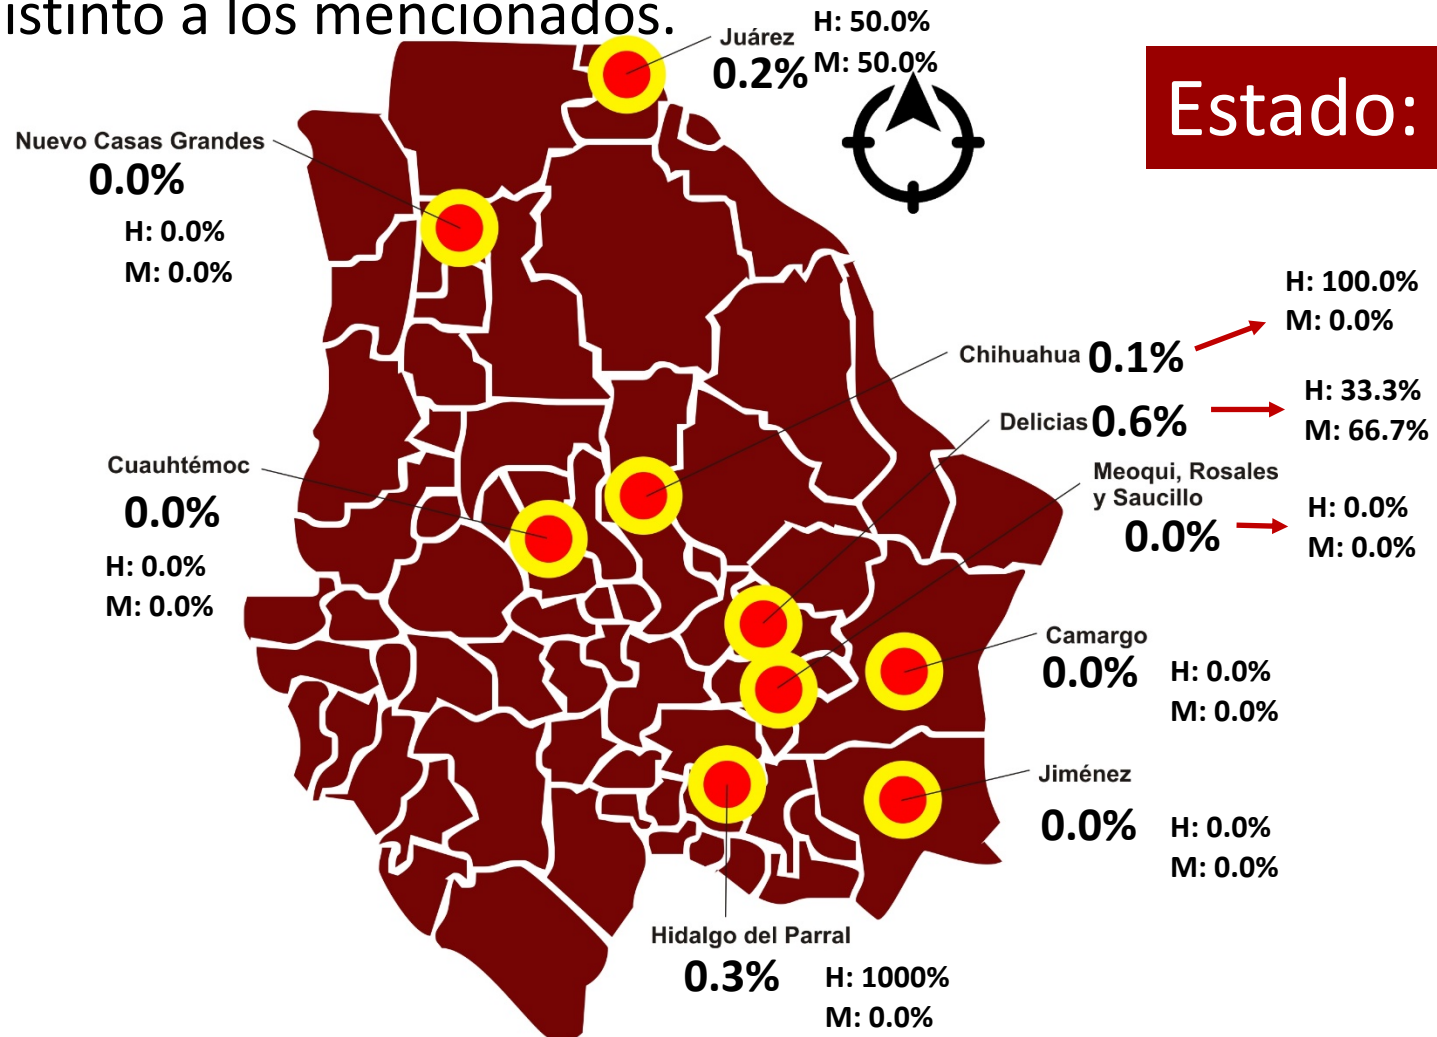 istinto a los mencionados.
Estado:
Juárez
0.2%
H: 50.0%
M: 50.0%
Nuevo Casas Grandes
0.0%
H: 0.0%
M: 0.0%
Chihuahua 0.1%
H: 100.0%
M: 0.0%
Delicias 0.6%
H: 33.3%
M: 66.7%
Cuauhtémoc
0.0%
H: 0.0%
M: 0.0%
Meoqui, Rosales
y Saucillo
0.0%
H: 0.0%
M: 0.0%
Camargo
0.0%
H: 0.0%
M: 0.0%
Jiménez
0.0%
H: 0.0%
M: 0.0%
Hidalgo del Parral
0.3%
H: 1000%
M: 0.0%